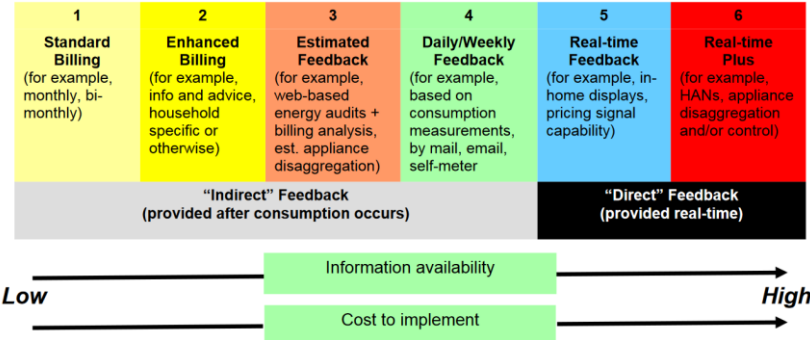 1
Standard
Billing
(for example,
monthly, bi-
monthly)
2
Enhanced
Billing
(for example,
info and advice,
household
specific or
otherwise)
3
Estimated
Feedback
(for example,
web-based
energy audits +
billing analysis,
est. appliance
disaggregation)
4
Daily/Weekly
Feedback
(for example,
based on
consumption
measurements,
by mail, email,
self-meter
5
Real-time
Feedback
(for example, in-
home displays,
pricing signal
capability)
6
Real-time
Plus
(for example,
HANs, appliance
disaggregation
and/or control)
“Indirect” Feedback
(provided after consumption occurs)
“Direct” Feedback
(provided real-time)
Information availability
Low
High
Cost to implement